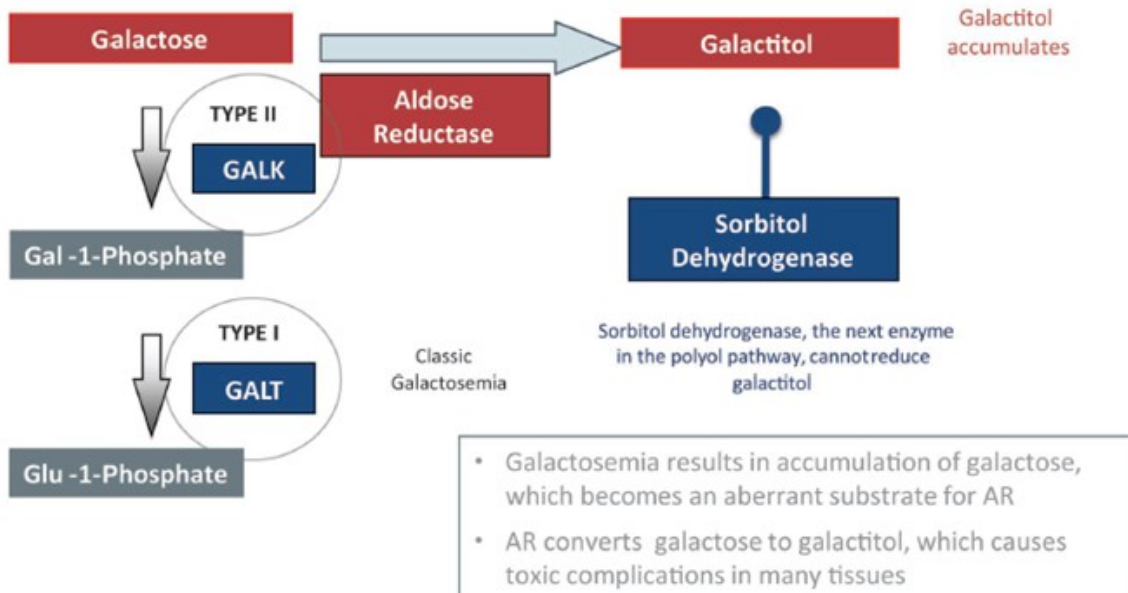 Galactose
Galactitol
Galactitol
accumulates
TYPE II
GALK
Aldose
Reductase
Gal -1-Phosphate
Sorbitol
Dehydrogenase
TYPE I
GALT
Classic
Galactosemia
Sorbitol dehydrogenase, the next enzyme
in the polyol pathway, cannotreduce
galactitol
Glu -1-Phosphate
• Galactosemia results in accumulation of galactose,
which becomes an aberrant substrate for AR
• AR converts galactose to galactitol, which causes
toxic complications in many tissues